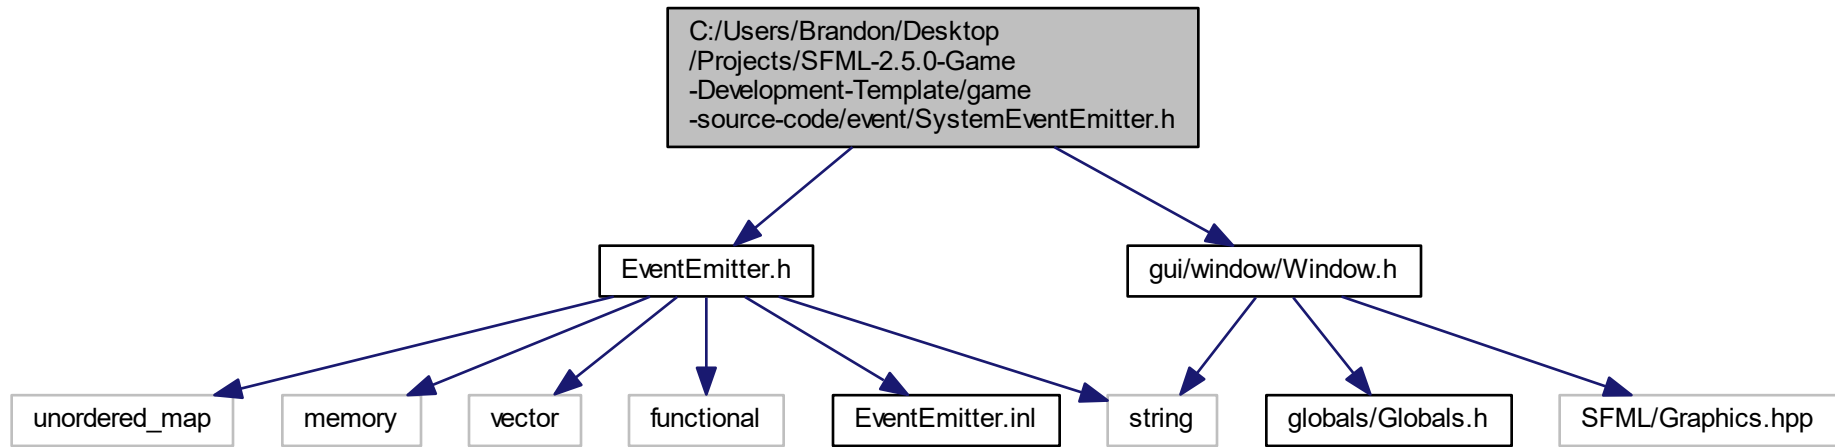 C:/Users/Brandon/Desktop
/Projects/SFML-2.5.0-Game
-Development-Template/game
-source-code/event/SystemEventEmitter.h
EventEmitter.h
gui/window/Window.h
unordered_map
memory
vector
functional
EventEmitter.inl
string
globals/Globals.h
SFML/Graphics.hpp